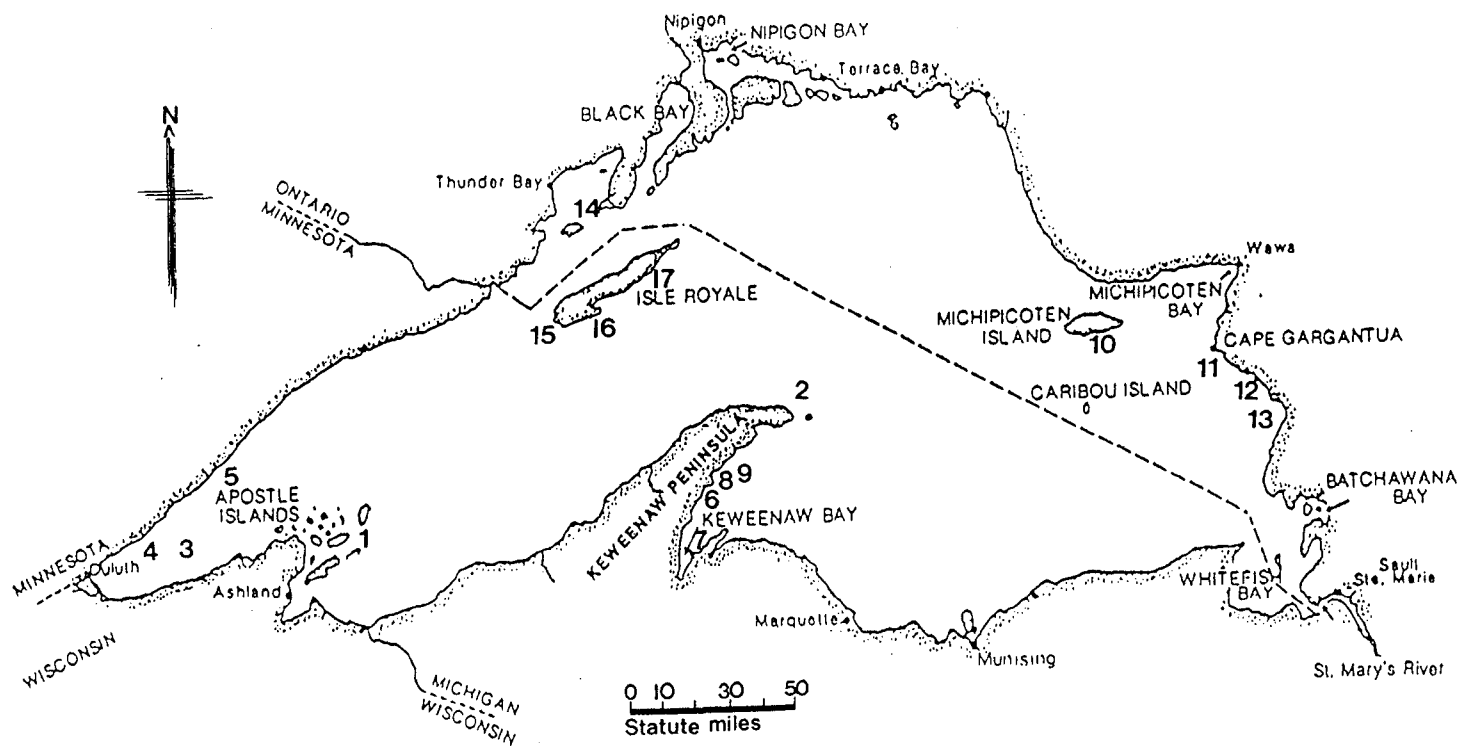 Nipigon
NIPIGON BAY
Terrace Bay
BLACK BAY
N
Thunder Bay
ONTARIO
MINNESOTA
14
17
ISLE ROYALE
15
16
Wawa
MICHIPICOTEN
BAY
MICHIPICOTEN
ISLAND
10
CAPE GARGANTUA
11
12
13
CARIBOU ISLAND
2
KEWEENAW PENINSULA
8 9
6
7
KEWEENAW BAY
5
APOSTLE
ISLANDS
4 3
1
MINNESOTA
Duluth
Ashland
WISCONSIN
MICHIGAN
WISCONSIN
Marquette
Munising
BATCHAWANA
BAY
WHITEFISH
BAY
Sault
Ste. Marie
St. Mary's River
0 10 30 50
Statute miles